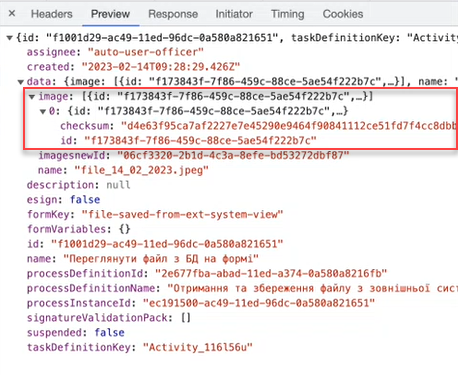 × Headers Preview Response Initiator Timing Cookies
▼{id: "f1001d29-ac49-11ed-96dc-0a580a821651", taskDefinitionKey: "Activity
assignee: "auto-user-officer"
created: "2023-02-14T09:28:29.426Z"
▼ data: {image: [{id: "f173843f-7f86-459c-88ce-5ae54f222b7c",…}], name: "
▼ image: [{id: "f173843f-7f86-459c-88ce-5ae54f222b7c",…}]
▼ 0: {id: "f173843f-7f86-459c-88ce-5ae54f222b7c",…}
checksum: "d4e63f95ca7af2227e7e45290e9464f90841112ce51fd7f4cc8dbb
id: "f173843f-7f86-459c-88ce-5ae54f222b7c"
imagesnewId: "06cf3320-2b1d-4c3a-8efe-bd53272dbf87"
name: "file_14_02_2023.jpeg"
description: null
esign: false
formKey: "file-saved-from-ext-system-view"
formVariables: {}
id: "f1001d29-ac49-11ed-96dc-0a580a821651"
name: "Переглянути файл з БД на формі"
processDefinitionId: "2e677fba-abad-11ed-a374-0a580a8216fb"
processDefinitionName: "Отримання та збереження файлу з зовнішньої сист
processInstanceId: "ec191500-ac49-11ed-96dc-0a580a821651"
signatureValidationPack: []
suspended: false
taskDefinitionKey: "Activity_116l56u"